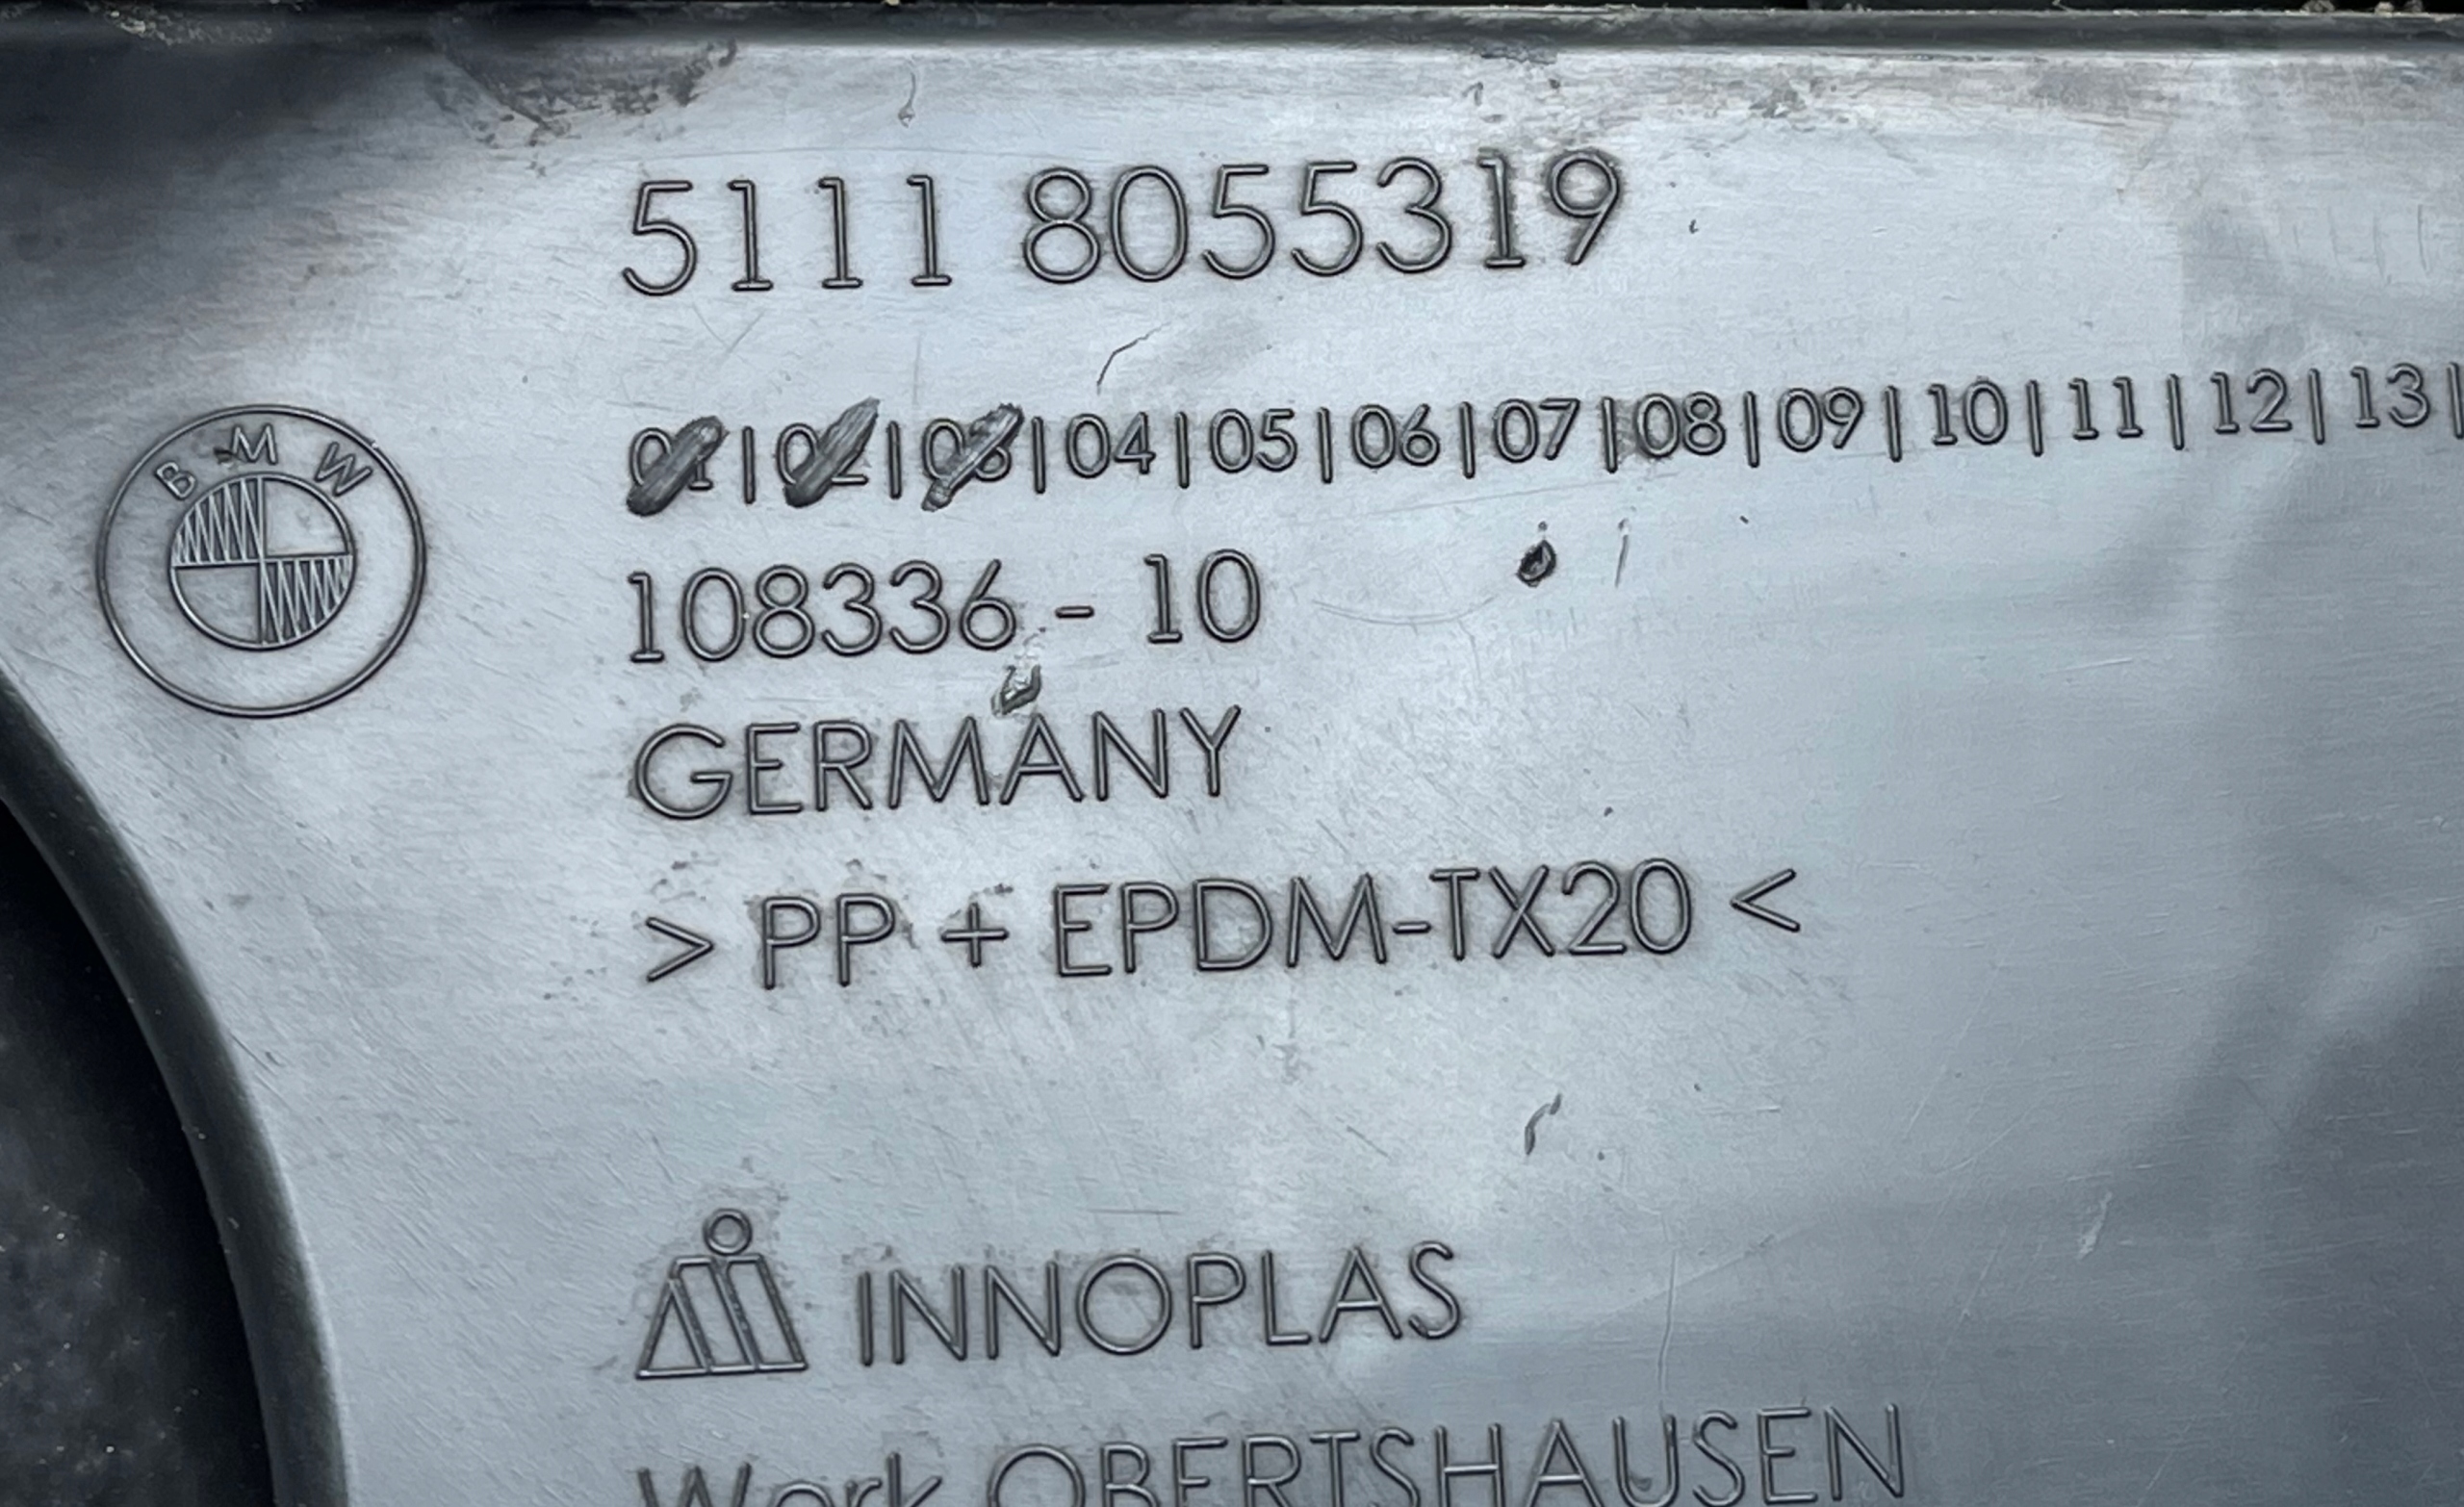 5111 8055319
BMW
01|02|03|04|05|06|07|08|09|10|11|12|13|
108336 - 10
GERMANY
> PP + EPDM-TX20 <
INNOPLAS
Werk OBERTSHAUSEN